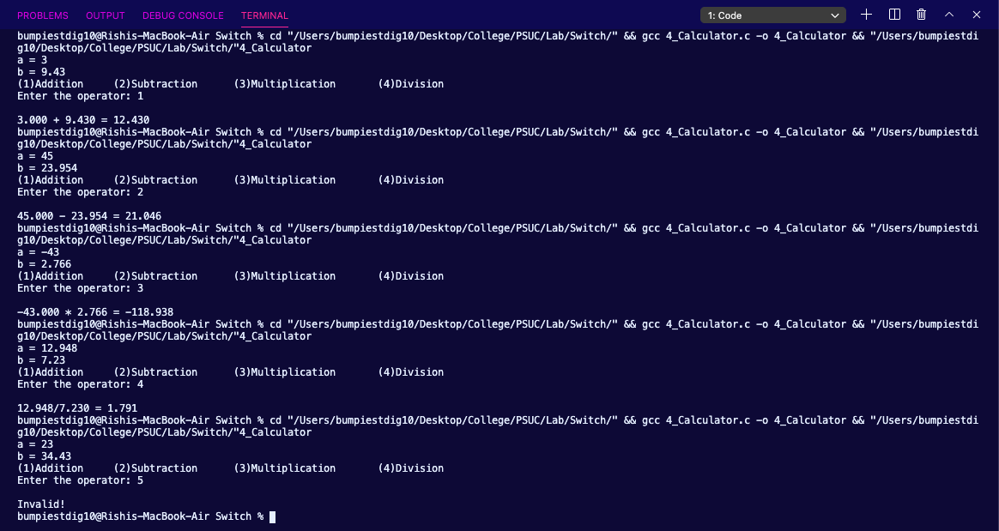 PROBLEMS OUTPUT DEBUG CONSOLE TERMINAL 1: Code
bumpiestdig10@Rishis-MacBook-Air Switch % cd "/Users/bumpiestdig10/Desktop/College/PSUC/Lab/Switch/" && gcc 4_Calculator.c -o 4_Calculator && "/Users/bumpiestdi
g10/Desktop/College/PSUC/Lab/Switch/"4_Calculator
a = 3
b = 9.43
(1)Addition (2)Subtraction (3)Multiplication (4)Division
Enter the operator: 1
3.000 + 9.430 = 12.430
bumpiestdig10@Rishis-MacBook-Air Switch % cd "/Users/bumpiestdig10/Desktop/College/PSUC/Lab/Switch/" && gcc 4_Calculator.c -o 4_Calculator && "/Users/bumpiestdi
g10/Desktop/College/PSUC/Lab/Switch/"4_Calculator
a = 45
b = 23.954
(1)Addition (2)Subtraction (3)Multiplication (4)Division
Enter the operator: 2
45.000 - 23.954 = 21.046
bumpiestdig10@Rishis-MacBook-Air Switch % cd "/Users/bumpiestdig10/Desktop/College/PSUC/Lab/Switch/" && gcc 4_Calculator.c -o 4_Calculator && "/Users/bumpiestdi
g10/Desktop/College/PSUC/Lab/Switch/"4_Calculator
a = -43
b = 2.766
(1)Addition (2)Subtraction (3)Multiplication (4)Division
Enter the operator: 3
-43.000 * 2.766 = -118.938
bumpiestdig10@Rishis-MacBook-Air Switch % cd "/Users/bumpiestdig10/Desktop/College/PSUC/Lab/Switch/" && gcc 4_Calculator.c -o 4_Calculator && "/Users/bumpiestdi
g10/Desktop/College/PSUC/Lab/Switch/"4_Calculator
a = 12.948
b = 7.23
(1)Addition (2)Subtraction (3)Multiplication (4)Division
Enter the operator: 4
12.948/7.230 = 1.791
bumpiestdig10@Rishis-MacBook-Air Switch % cd "/Users/bumpiestdig10/Desktop/College/PSUC/Lab/Switch/" && gcc 4_Calculator.c -o 4_Calculator && "/Users/bumpiestdi
g10/Desktop/College/PSUC/Lab/Switch/"4_Calculator
a = 23
b = 34.43
(1)Addition (2)Subtraction (3)Multiplication (4)Division
Enter the operator: 5
Invalid!
bumpiestdig10@Rishis-MacBook-Air Switch %